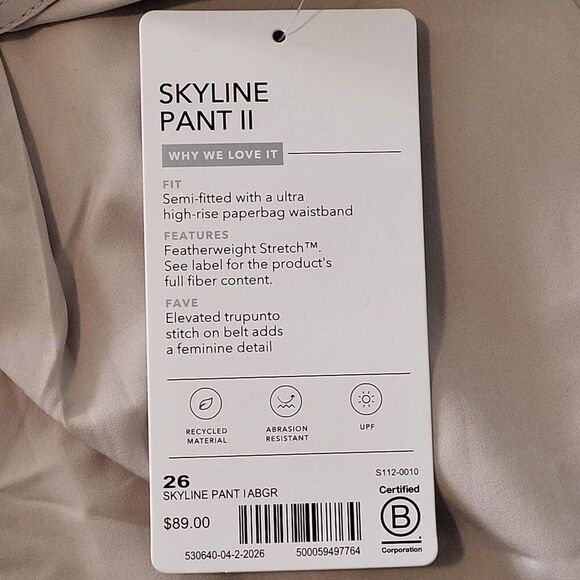 SKYLINE
PANT II
WHY WE LOVE IT
FIT
Semi-fitted with a ultra
high-rise paperbag waistband
FEATURES
Featherweight Stretch™.
See label for the product's
full fiber content.
FAVE
Elevated trupunto
stitch on belt adds
a feminine detail
RECYCLED
MATERIAL
ABRASION
RESISTANT
UPF
26
S112-0010
SKYLINE PANT I ABGR
$89.00
530640-04-2-2026
500059497764
Certified
B
Corporation